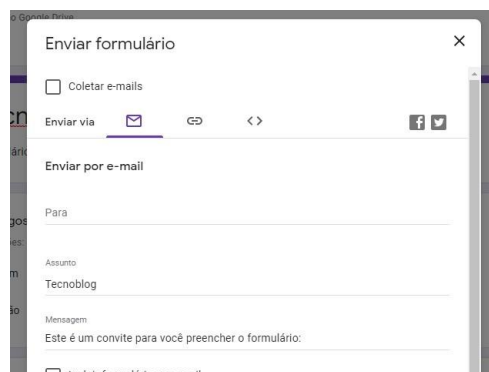 o Google Drive
Enviar formulário
Coletar e-mails
Enviar via
Enviar por e-mail
Para
Assunto
Tecnoblog
Mensagem
Este é um convite para você preencher o formulário: